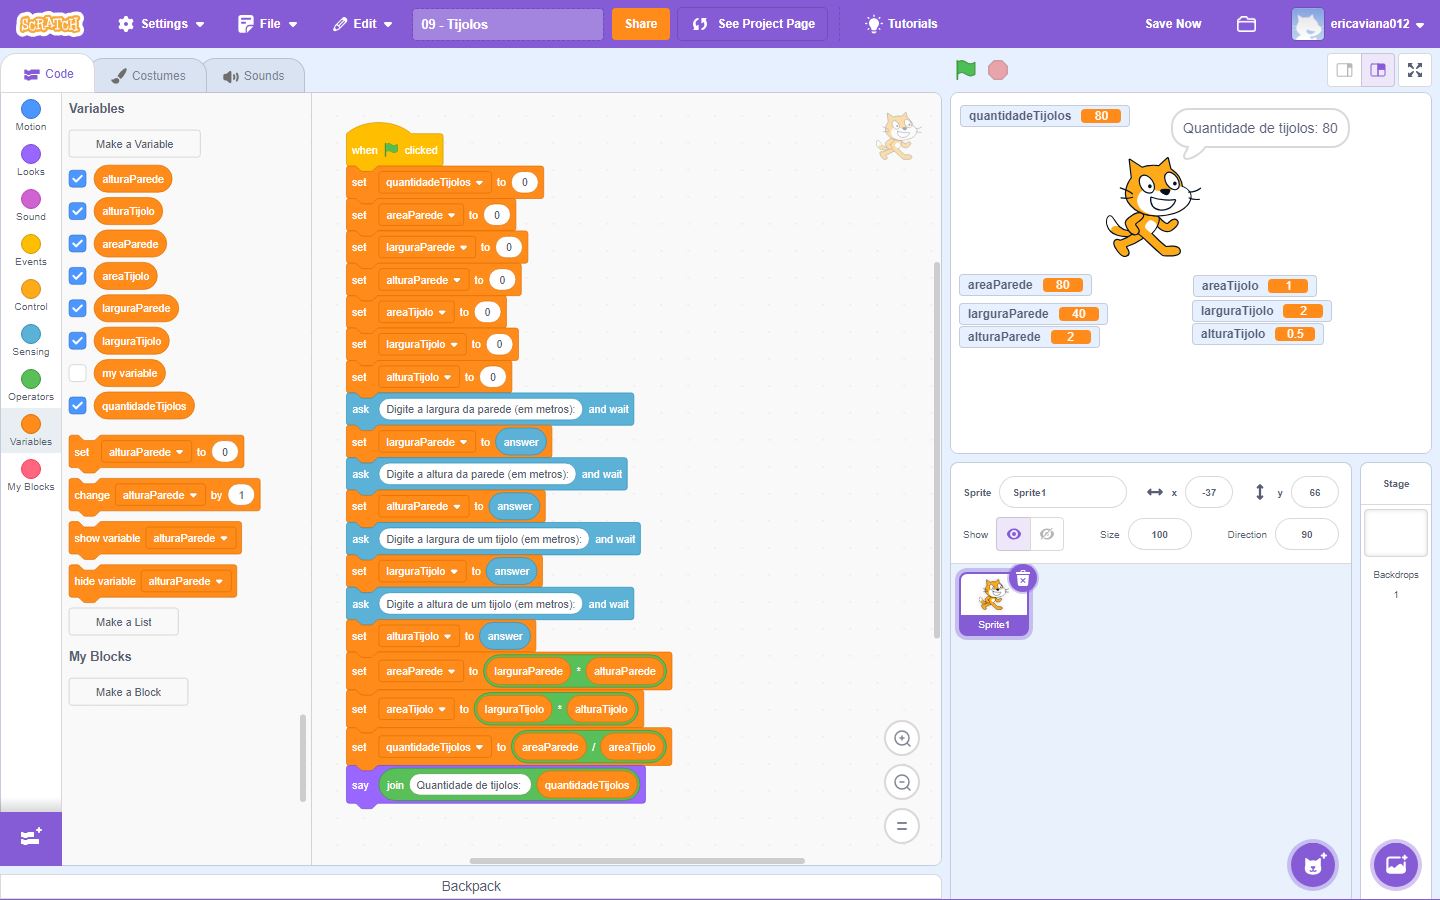 SCRATCH Settings File Edit 09 - Tijolos Share See Project Page Tutorials Save Now ericaviana012
Code Costumes Sounds
Motion
Looks
Sound
Events
Control
Sensing
Operators
Variables
My Blocks
Variables
Make a Variable
alturaParede
alturaTijolo
areaParede
areaTijolo
larguraParede
larguraTijolo
my variable
quantidadeTijolos
set alturaParede to 0
change alturaParede by 1
show variable alturaParede
hide variable alturaParede
Make a List
My Blocks
Make a Block
when clicked
set quantidadeTijolos to 0
set areaParede to 0
set larguraParede to 0
set alturaParede to 0
set areaTijolo to 0
set larguraTijolo to 0
set alturaTijolo to 0
ask Digite a largura da parede (em metros): and wait
set larguraParede to answer
ask Digite a altura da parede (em metros): and wait
set alturaParede to answer
ask Digite a largura de um tijolo (em metros): and wait
set larguraTijolo to answer
ask Digite a altura de um tijolo (em metros): and wait
set alturaTijolo to answer
set areaParede to larguraParede * alturaParede
set areaTijolo to larguraTijolo * alturaTijolo
set quantidadeTijolos to areaParede / areaTijolo
say join Quantidade de tijolos: quantidadeTijolos
Backpack
quantidadeTijolos 80
Quantidade de tijolos: 80
areaParede 80
larguraParede 40
alturaParede 2
areaTijolo 1
larguraTijolo 2
alturaTijolo 0.5
Sprite Sprite1 x -37 y 66
Show Size 100 Direction 90
Sprite1
Stage
Backdrops
1